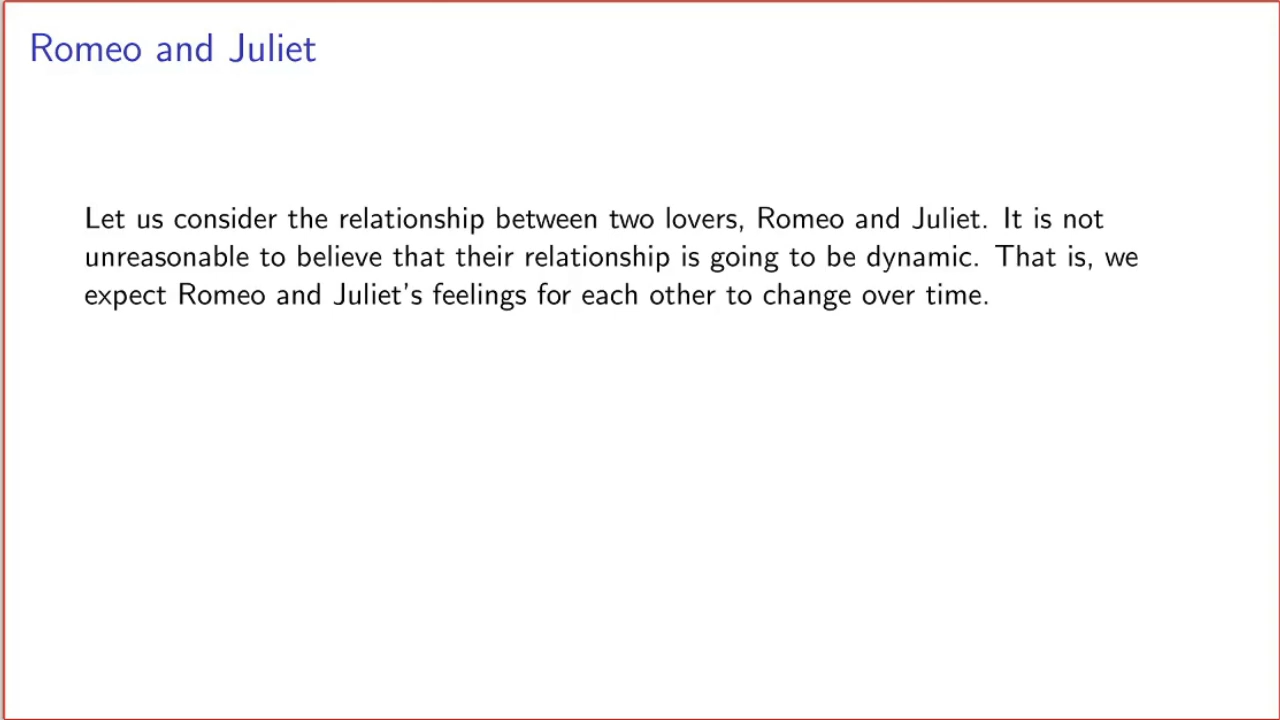 Romeo and Juliet
Let us consider the relationship between two lovers, Romeo and Juliet. It is not
unreasonable to believe that their relationship is going to be dynamic. That is, we
expect Romeo and Juliet's feelings for each other to change over time.